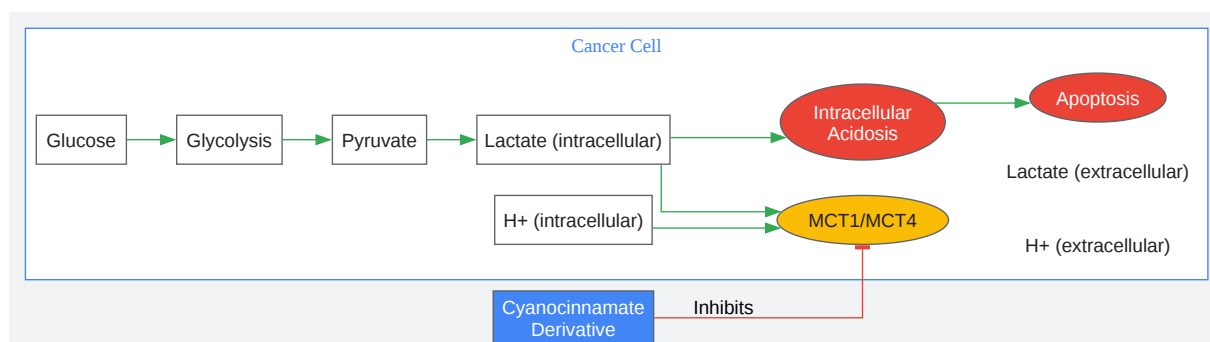 Cancer Cell
Glucose
Glycolysis
Pyruvate
Lactate (intracellular)
Intracellular
Acidosis
Apoptosis
Lactate (extracellular)
H+ (intracellular)
MCT1/MCT4
H+ (extracellular)
Cyanocinnamate
Derivative
Inhibits